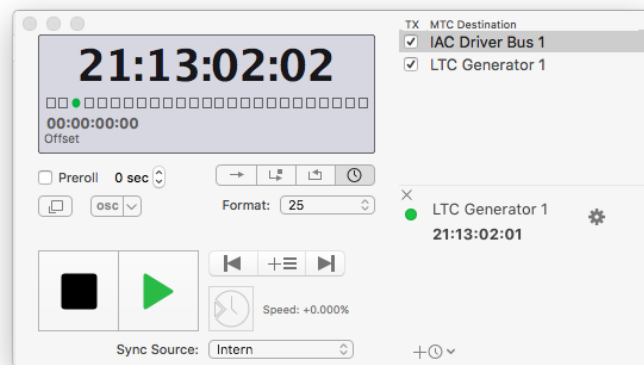 TX MTC Destination
IAC Driver Bus 1
LTC Generator 1
21:13:02:02
00:00:00:00
Offset
Preroll 0 sec
osc
Format: 25
LTC Generator 1
21:13:02:01
Speed: +0.000%
Sync Source: Intern